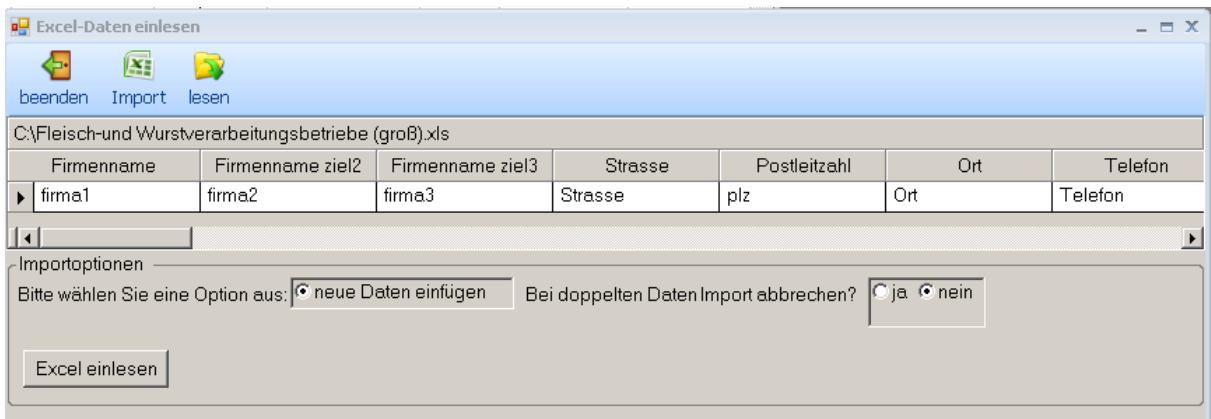 Excel-Daten einlesen
beenden Import lesen
C:\Fleisch-und Wurstverarbeitungsbetriebe (groß).xls
Firmenname Firmenname ziel2 Firmenname ziel3 Strasse Postleitzahl Ort Telefon
firma1 firma2 firma3 Strasse plz Ort Telefon
Importoptionen
Bitte wählen Sie eine Option aus: neue Daten einfügen Bei doppelten Daten Import abbrechen? ja nein
Excel einlesen